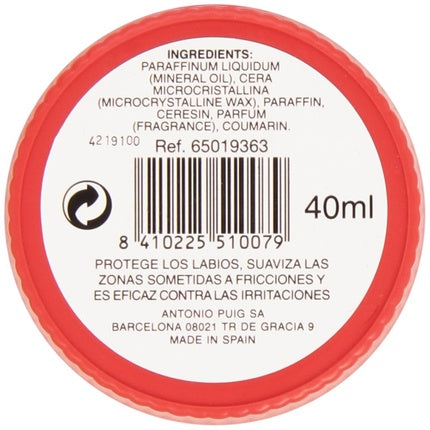 INGREDIENTS:
PARAFFINUM LIQUIDUM
(MINERAL OIL), CERA
MICROCRISTALLINA
(MICROCRYSTALLINE WAX), PARAFFIN,
CERESIN, PARFUM
(FRAGRANCE), COUMARIN.
4219100
Ref. 65019363
40ml
8 410225 510079
PROTEGE LOS LABIOS, SUAVIZA LAS
ZONAS SOMETIDAS A FRICCIONES Y
ES EFICAZ CONTRA LAS IRRITACIONES
ANTONIO PUIG SA
BARCELONA 08021 TR DE GRACIA 9
MADE IN SPAIN